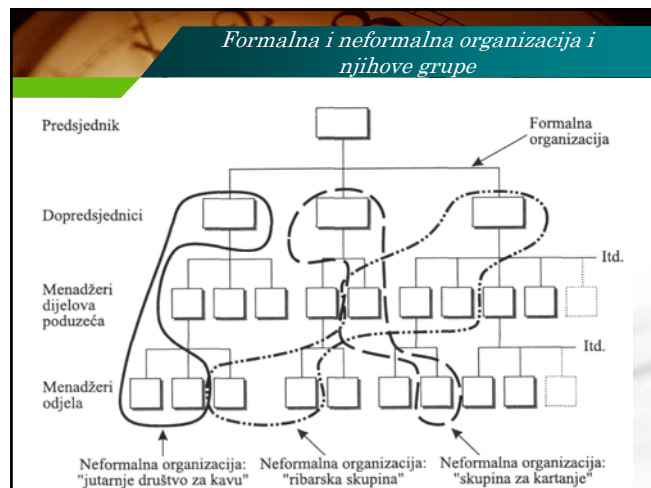 Formalna i neformalna organizacija i
njihove grupe
Predsjednik
Formalna
organizacija
Dopredsjednici
Itd.
Menadžeri
dijelova
poduzeća
Itd.
Menadžeri
odjela
Neformalna organizacija:
"jutarnje društvo za kavu"
Neformalna organizacija:
"ribarska skupina"
Neformalna organizacija:
"skupina za kartanje"